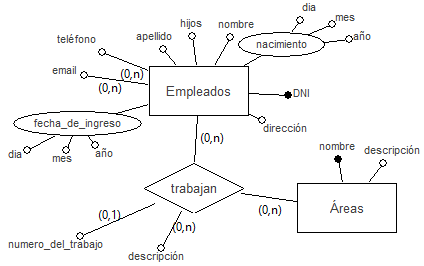 dia
mes
año
hijos
nombre
apellido
nacimiento
teléfono
email
(0,n)
(0,n)
Empleados
DNI
fecha_de_ingreso
dirección
dia
mes
año
(0,n)
nombre
descripción
trabajan
(0,n)
Áreas
(0,1)
(0,n)
numero_del_trabajo
descripción